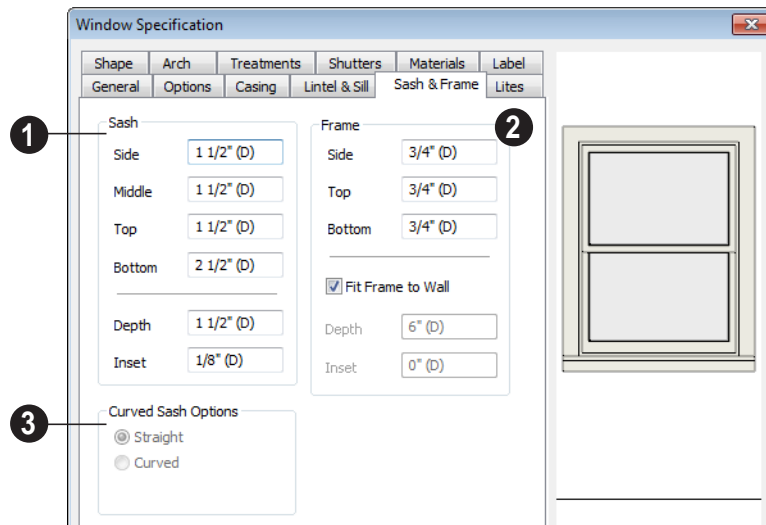 Window Specification
Shape Arch Treatments Shutters Materials Label
General Options Casing Lintel & Sill Sash & Frame Lites
1
Sash
Side 1 1/2" (D)
Middle 1 1/2" (D)
Top 1 1/2" (D)
Bottom 2 1/2" (D)
Depth 1 1/2" (D)
Inset 1/8" (D)
2
Frame
Side 3/4" (D)
Top 3/4" (D)
Bottom 3/4" (D)
Fit Frame to Wall
Depth 6" (D)
Inset 0" (D)
3
Curved Sash Options
Straight
Curved